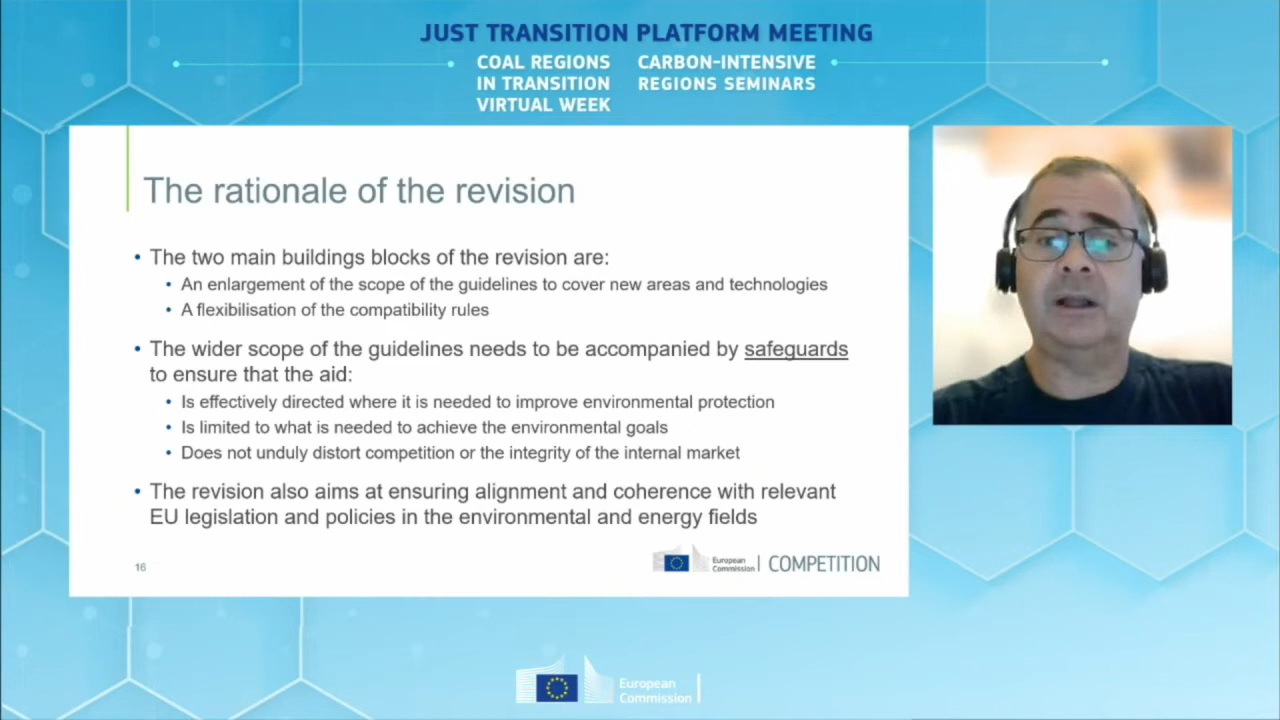 JUST TRANSITION PLATFORM MEETING
COAL REGIONS
IN TRANSITION
VIRTUAL WEEK
CARBON-INTENSIVE
REGIONS SEMINARS
The rationale of the revision
• The two main buildings blocks of the revision are:
• An enlargement of the scope of the guidelines to cover new areas and technologies
• A flexibilisation of the compatibility rules
• The wider scope of the guidelines needs to be accompanied by safeguards
to ensure that the aid:
• Is effectively directed where it is needed to improve environmental protection
• Is limited to what is needed to achieve the environmental goals
• Does not unduly distort competition or the integrity of the internal market
• The revision also aims at ensuring alignment and coherence with relevant
EU legislation and policies in the environmental and energy fields
16
European
Commission
COMPETITION
European
Commission